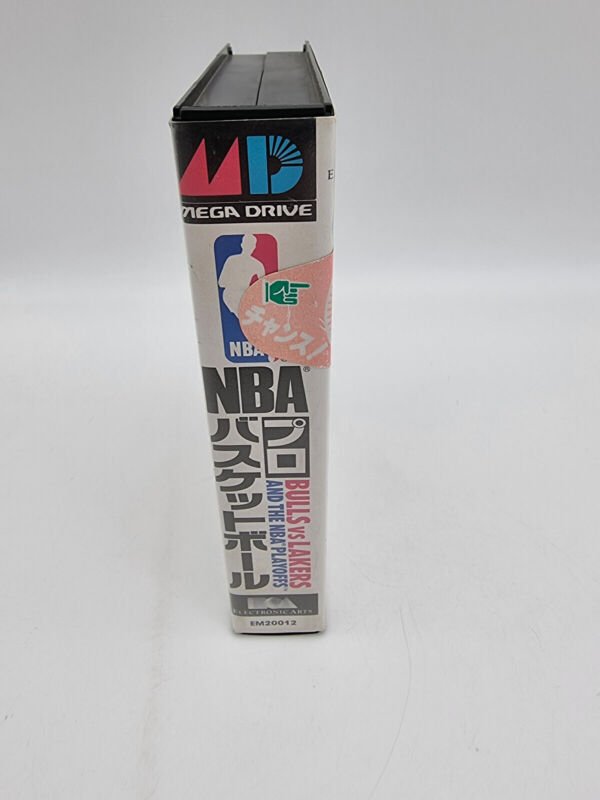 MD
MEGA DRIVE
E
チャンス!
NBA
NBA®
プロ
バスケットボール
BULLS VS LAKERS
AND THE NBA PLAYOFFS™
ELECTRONIC ARTS
EM20012